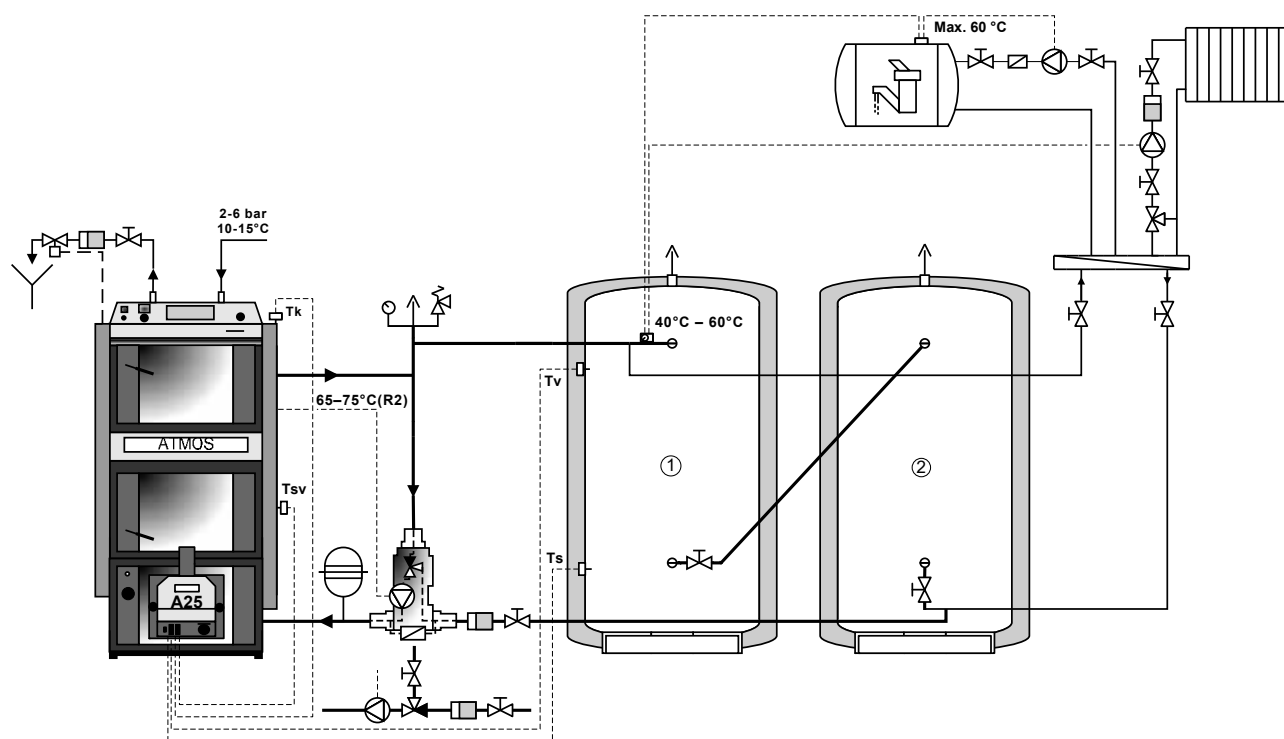 Max. 60 °C
2-6 bar
10-15°C
Tk
40°C – 60°C
Tv
65–75°C(R2)
ATMOS
1
2
Tsv
Ts
A25